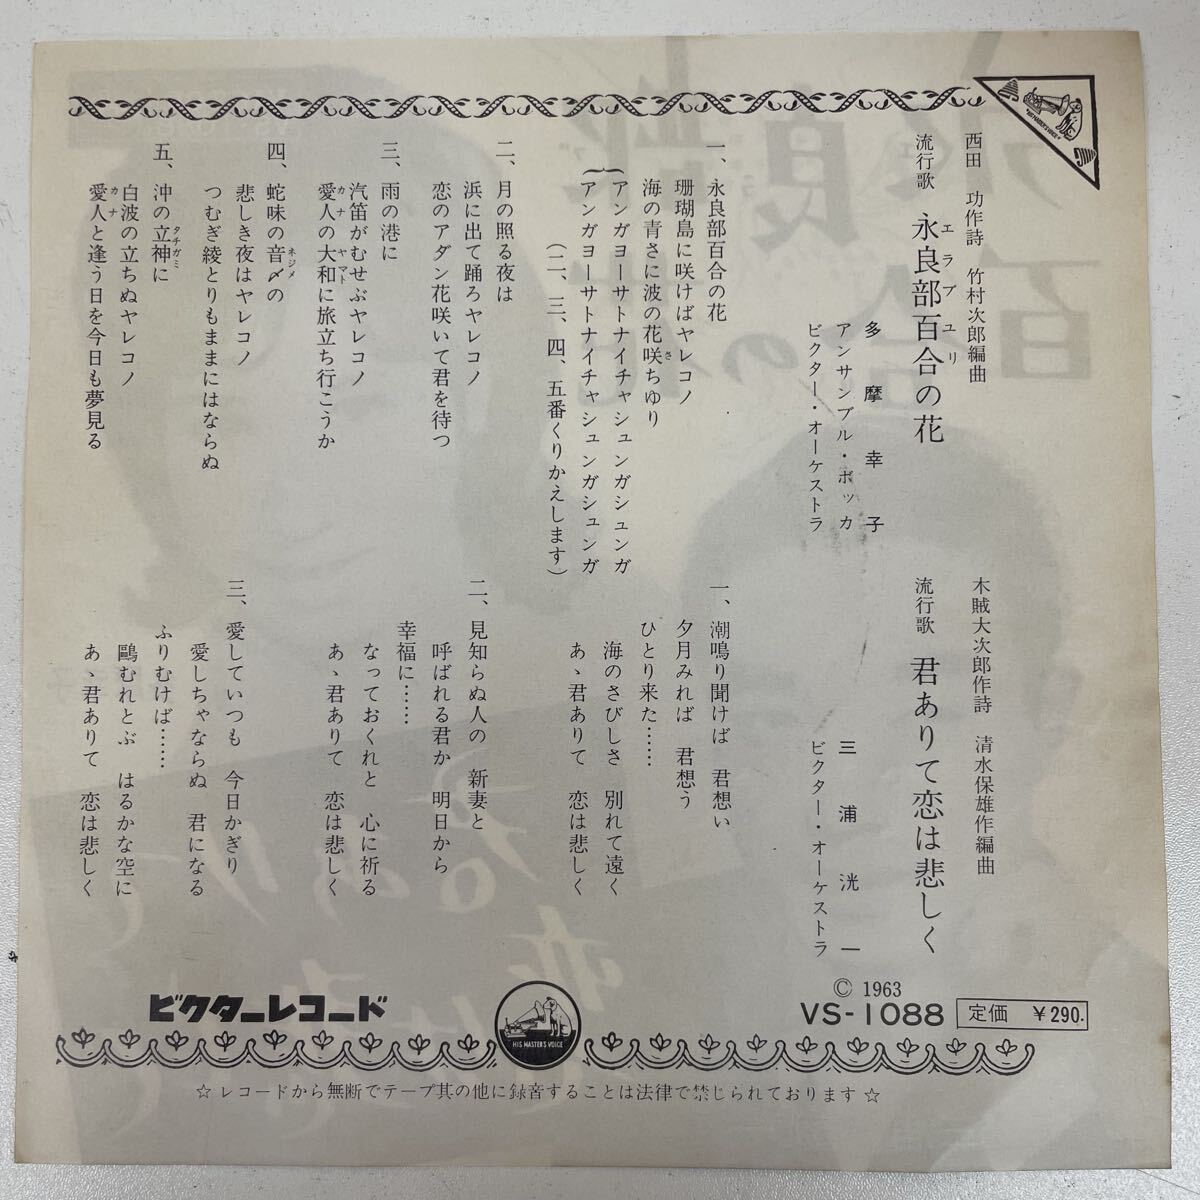 西田 功作詩 竹村次郎編曲
流行歌 永良部百合の花
エラブユリ
多摩幸子
アンサンブル・ボッカ
ビクター・オーケストラ
一、永良部百合の花
珊瑚島に咲けばヤレコノ
海の青さに波の花咲ちゆり
さ
アンガヨーサトナイチャシュンガシュンガ
アンガヨーサトナイチャシュンガシュンガ
(二、三、四、五番くりかえします)
二、月の照る夜は
浜に出て踊ろヤレコノ
恋のアダン花咲いて君を待つ
三、雨の港に
汽笛がむせぶヤレコノ
愛人の大和に旅立ち行こうか
カナ ヤマト
四、蛇味の音〆の
ネジメ
悲しき夜はヤレコノ
つむぎ綾とりもままにはならぬ
五、沖の立神に
タチガミ
白波の立ちぬヤレコノ
愛人と逢う日を今日も夢見る
カナ
木賊大次郎作詩 清水保雄作編曲
流行歌 君ありて恋は悲しく
三浦洸一
ビクター・オーケストラ
一、潮鳴り聞けば 君想い
夕月みれば 君想う
ひとり来た……
海のさびしさ 別れて遠く
あゝ君ありて 恋は悲しく
二、見知らぬ人の 新妻と
呼ばれる君か 明日から
幸福に……
なっておくれと 心に祈る
あゝ君ありて 恋は悲しく
三、愛していつも 今日かぎり
愛しちゃならぬ 君になる
ふりむけば……
鷗むれとぶ はるかな空に
あゝ君ありて 恋は悲しく
ビクターレコード
HIS MASTER'S VOICE
© 1963
VS-1088 定価 ¥290.
☆ レコードから無断でテープ其の他に録音することは法律で禁じられております ☆